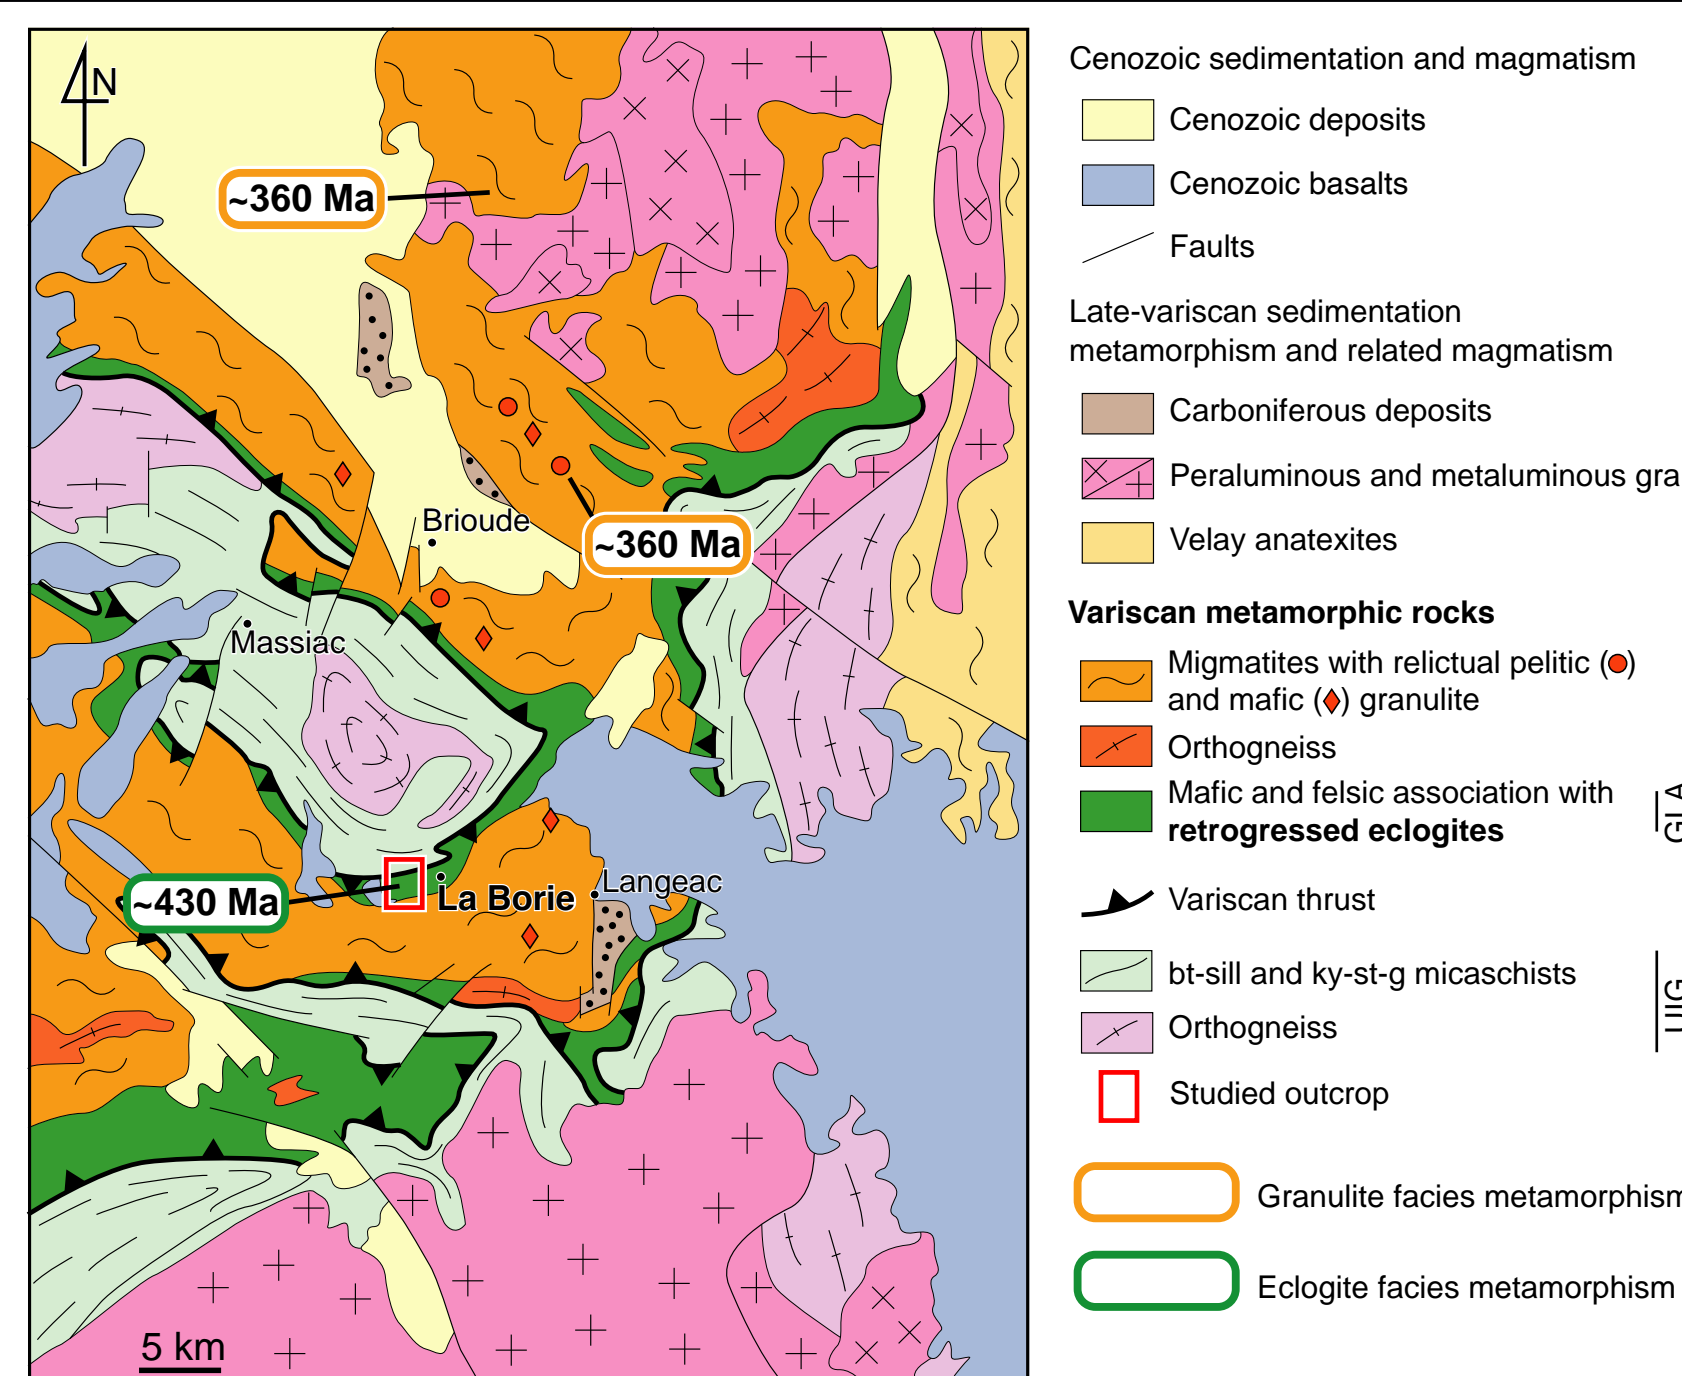 N
~360 Ma
Brioude
~360 Ma
Massiac
~430 Ma
La Borie
Langeac
5 km
Cenozoic sedimentation and magmatism
Cenozoic deposits
Cenozoic basalts
Faults
Late-variscan sedimentation
metamorphism and related magmatism
Carboniferous deposits
Peraluminous and metaluminous gra
Velay anatexites
Variscan metamorphic rocks
Migmatites with relictual pelitic ( )
and mafic ( ) granulite
Orthogneiss
Mafic and felsic association with
retrogressed eclogites
Variscan thrust
bt-sill and ky-st-g micaschists
Orthogneiss
Studied outcrop
Granulite facies metamorphism
Eclogite facies metamorphism